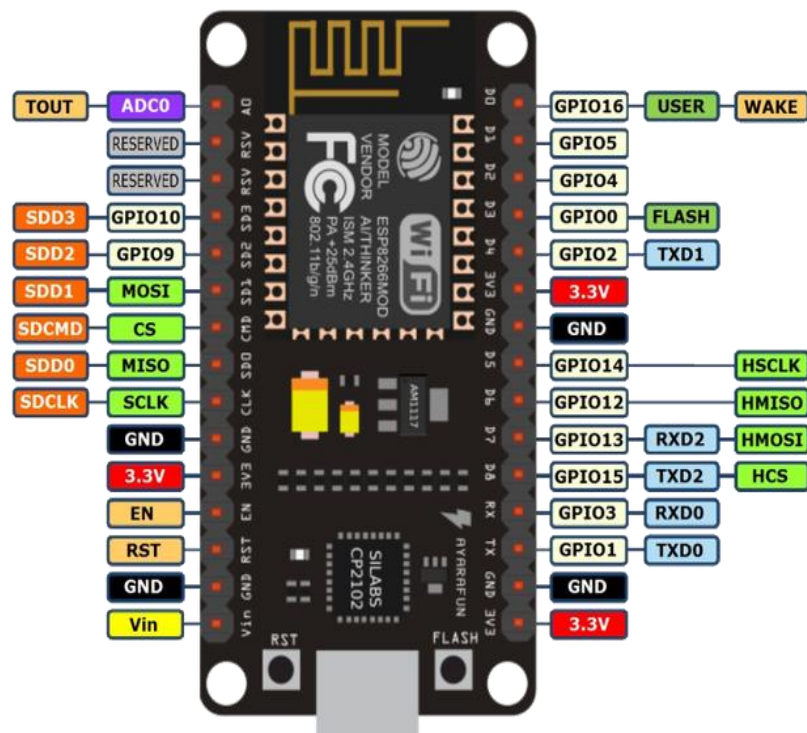 TOUT ADC0 A0 D0 GPIO16 USER WAKE
RESERVED RSV D1 GPIO5
RESERVED RSV D2 GPIO4
SDD3 GPIO10 SD3 D3 GPIO0 FLASH
SDD2 GPIO9 SD2 D4 GPIO2 TXD1
SDD1 MOSI SD1 3V3 3.3V
SDCMD CS CMD GND GND
SDD0 MISO SD0 D5 GPIO14 HSCLK
SDCLK SCLK CLK D6 GPIO12 HMISO
GND GND D7 GPIO13 RXD2 HMOSI
3.3V 3V3 D8 GPIO15 TXD2 HCS
EN EN RX GPIO3 RXD0
RST RST TX GPIO1 TXD0
GND GND GND GND
Vin Vin 3V3 3.3V
MODEL
VENDOR
FC
WiFi
ESP8266MOD
AI/THINKER
ISM 2.4GHz
PA +25dBm
802.11b/g/n
AM1117
SILABS
CP2102
AYARAFUN
RST
FLASH